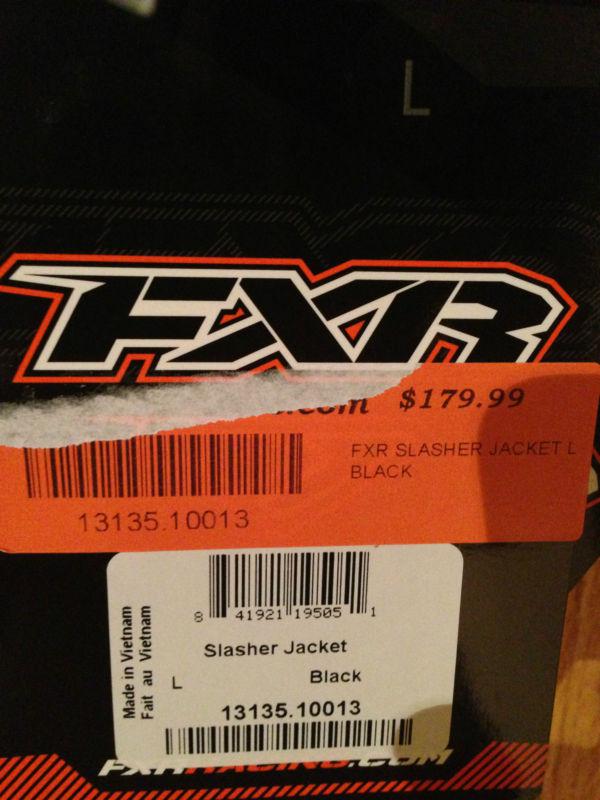 L
FXR
$179.99
FXR SLASHER JACKET L
BLACK
13135.10013
8 41921 19505 1
Made in Vietnam
Fait au Vietnam
Slasher Jacket
L Black
13135.10013
FXRRACING.COM